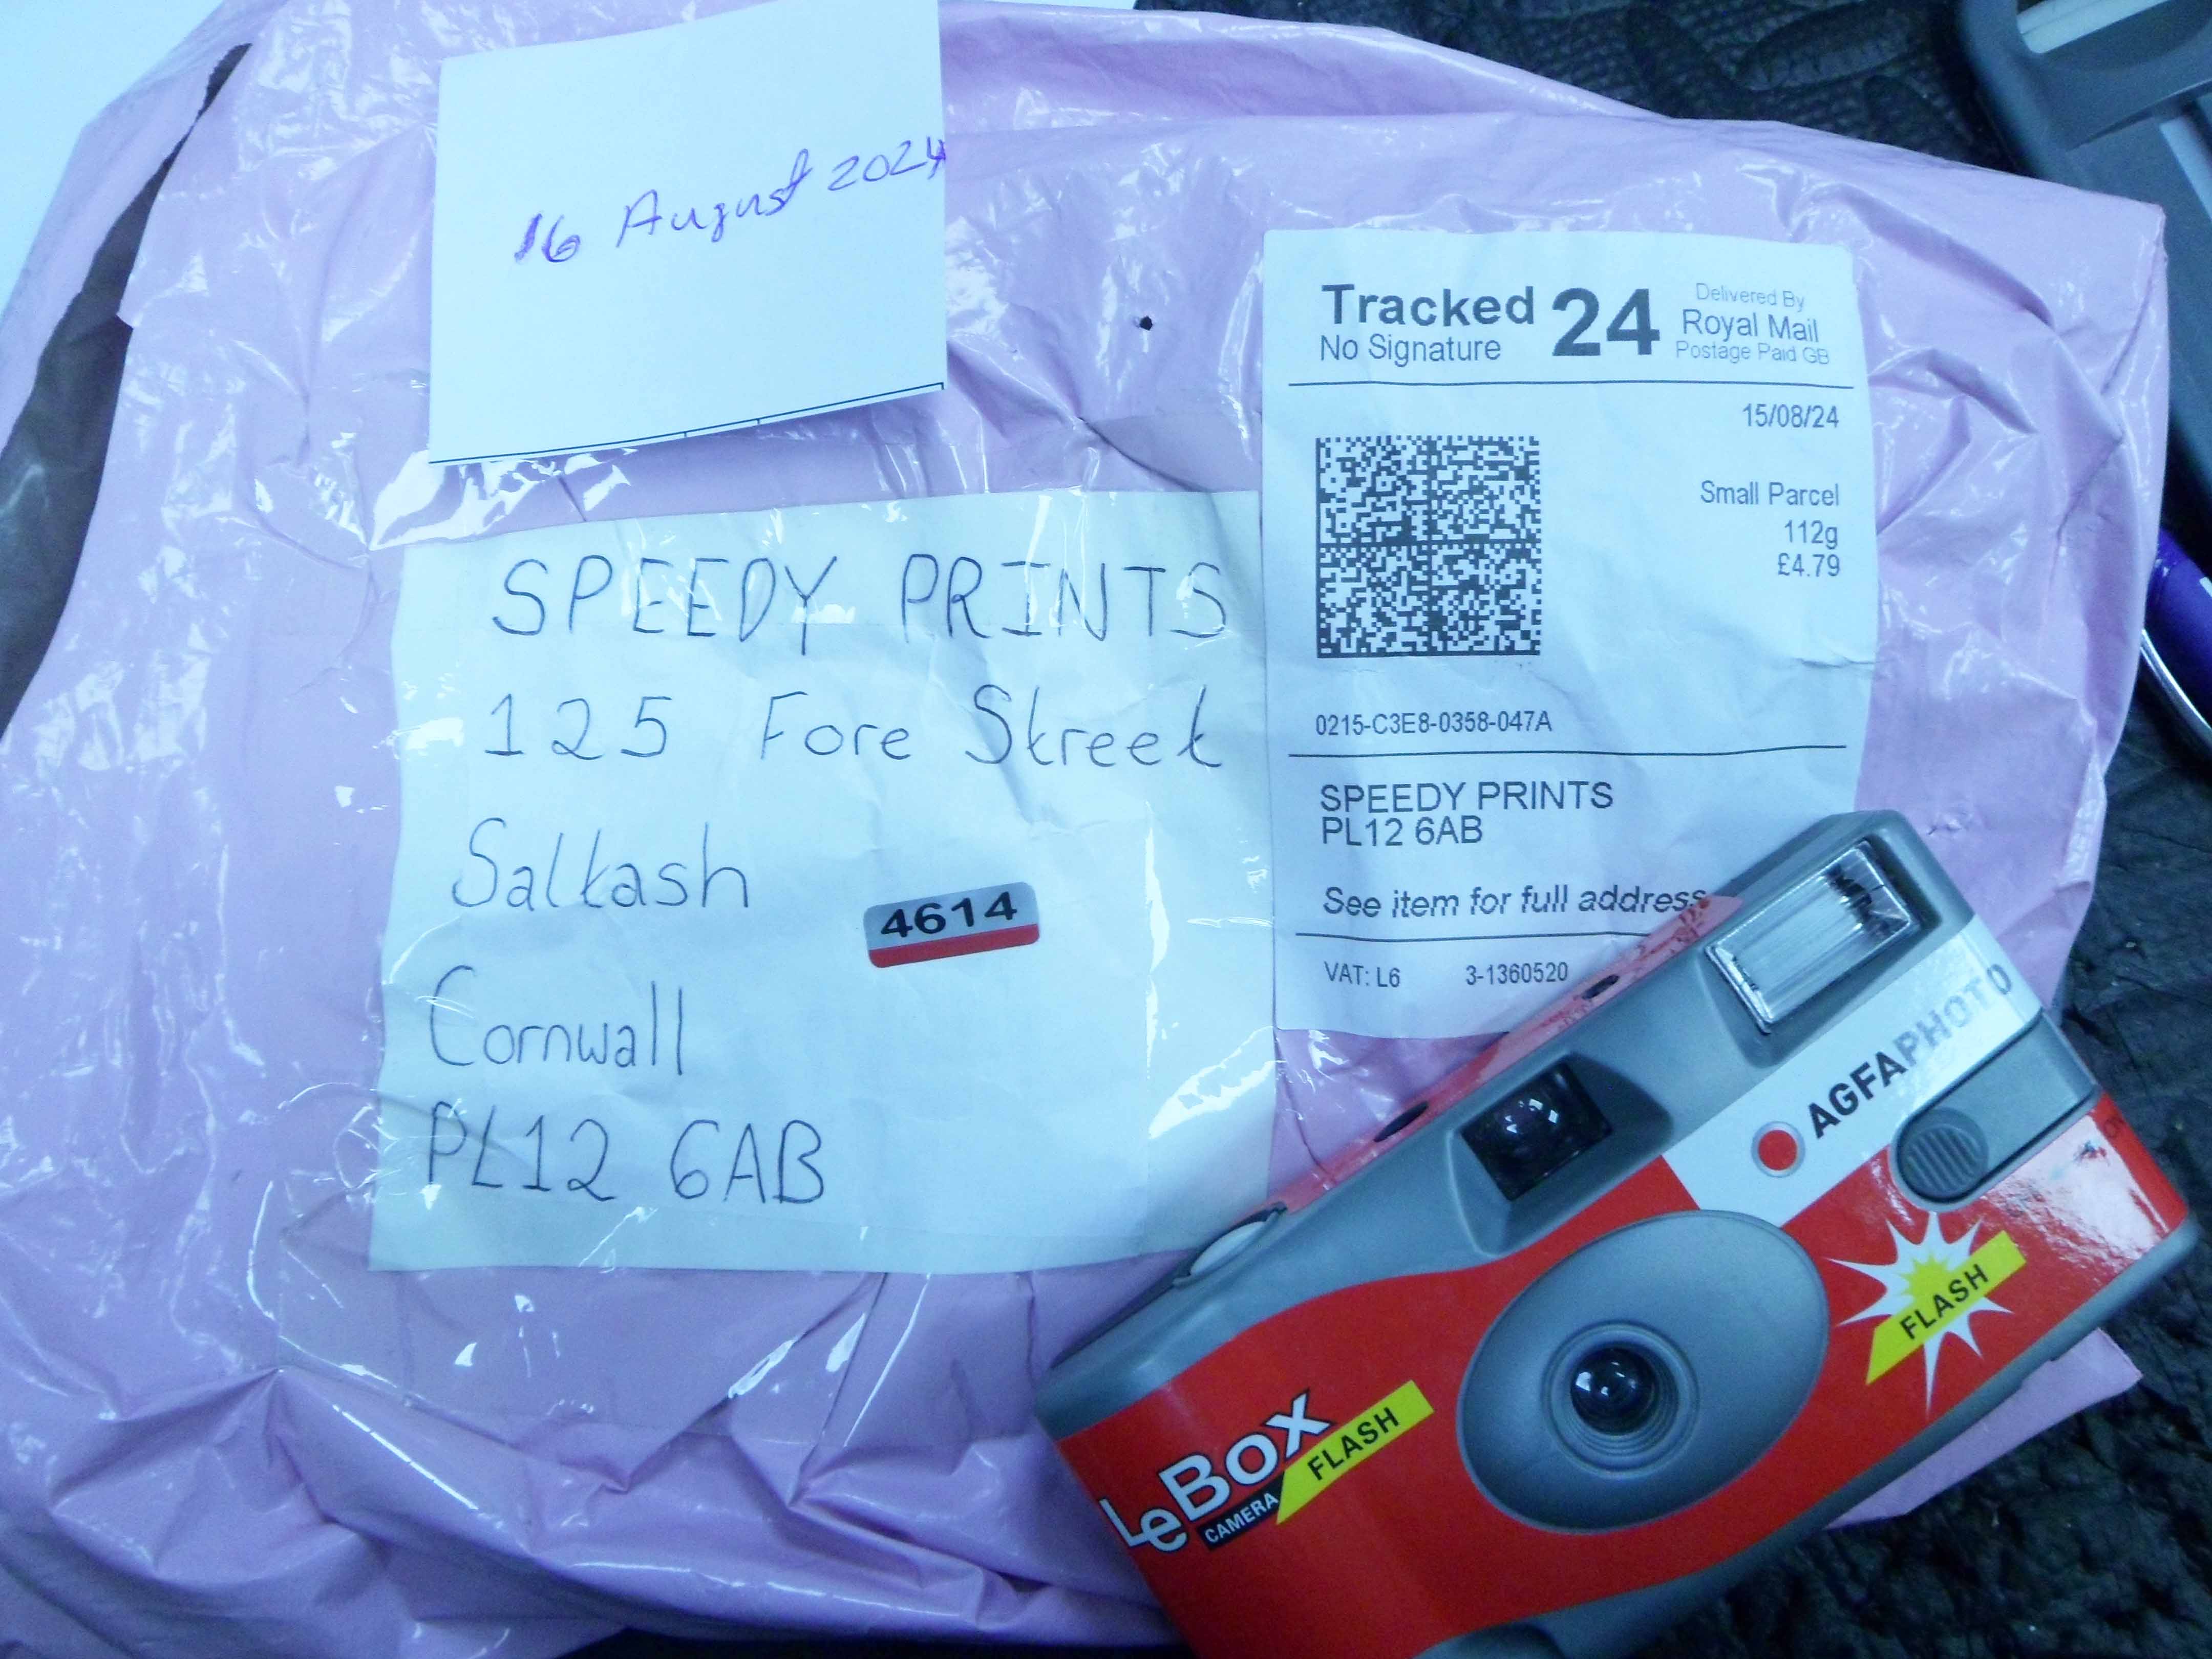 16 August 2024
Tracked 24
No Signature
Delivered By
Royal Mail
Postage Paid GB
15/08/24
Small Parcel
112g
£4.79
0215-C3E8-0358-047A
SPEEDY PRINTS
PL12 6AB
See item for full address
VAT: L6 3-1360520
SPEEDY PRINTS
125 Fore Street
Saltash
4614
Cornwall
PL12 6AB
AGFAPHOTO
FLASH
LeBox
CAMERA
FLASH